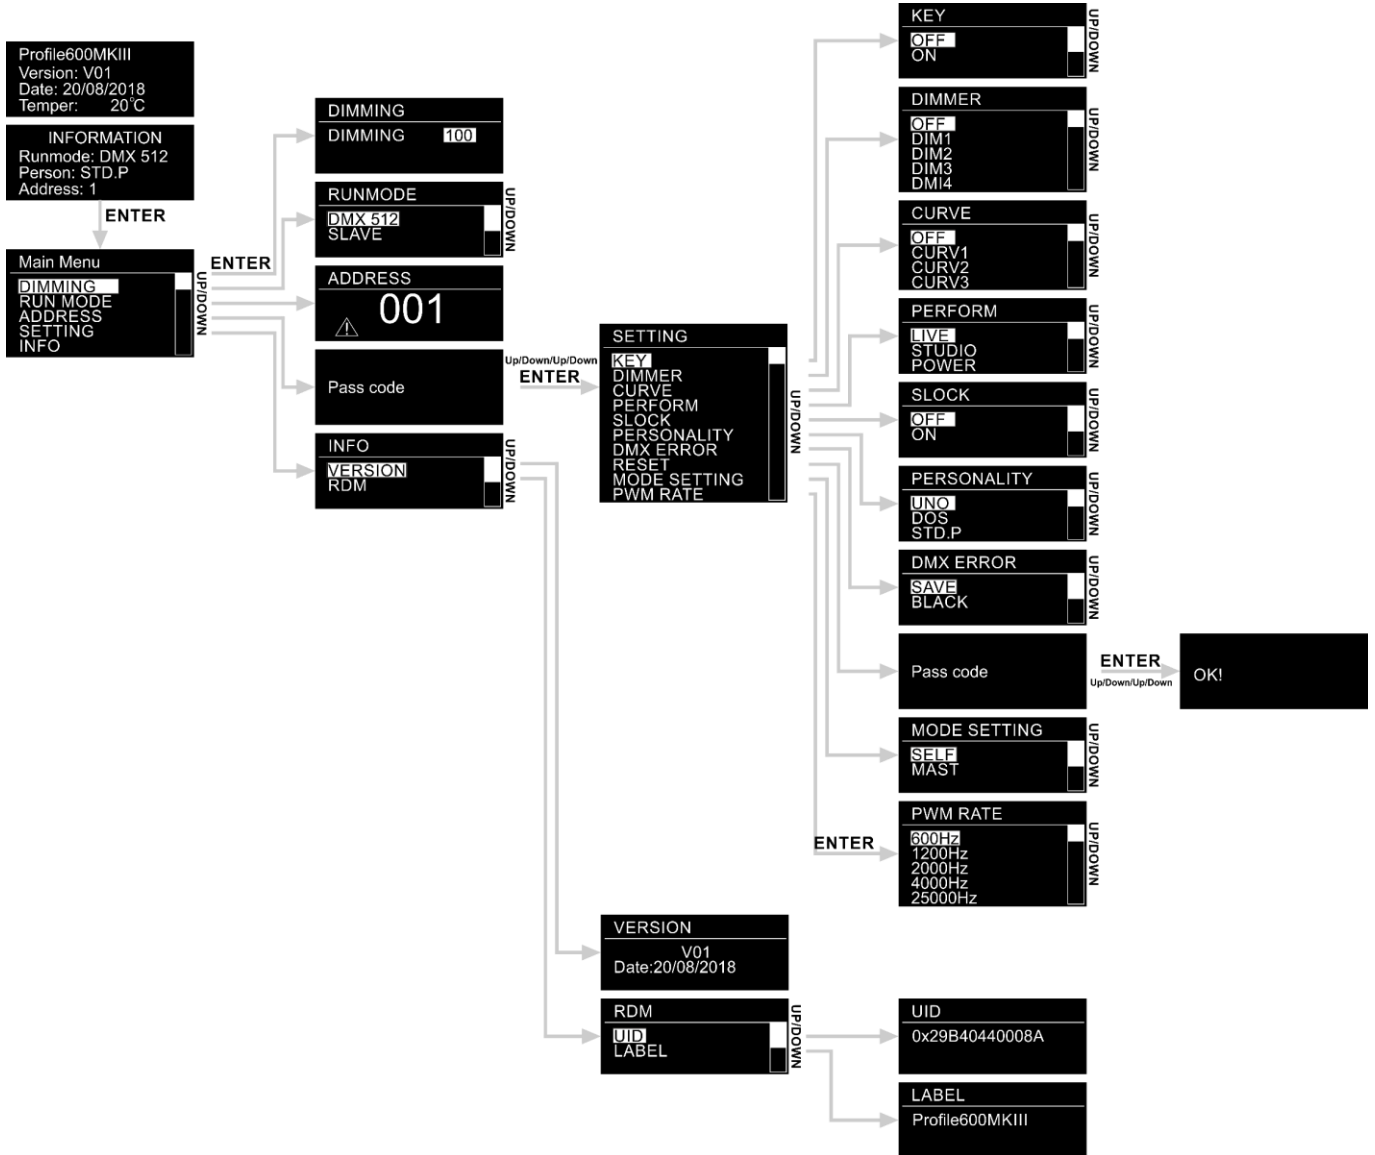 Profile600MKIII
Version: V01
Date: 20/08/2018
Temper: 20°C
INFORMATION
Runmode: DMX 512
Person: STD.P
Address: 1
ENTER
Main Menu
DIMMING
RUN MODE
ADDRESS
SETTING
INFO
UP/DOWN
ENTER
DIMMING
DIMMING 100
RUNMODE
DMX 512
SLAVE
UP/DOWN
ADDRESS
001
Pass code
INFO
VERSION
RDM
UP/DOWN
Up/Down/Up/Down
ENTER
SETTING
KEY
DIMMER
CURVE
PERFORM
SLOCK
PERSONALITY
DMX ERROR
RESET
MODE SETTING
PWM RATE
UP/DOWN
KEY
OFF
ON
UP/DOWN
DIMMER
OFF
DIM1
DIM2
DIM3
DMI4
UP/DOWN
CURVE
OFF
CURV1
CURV2
CURV3
UP/DOWN
PERFORM
LIVE
STUDIO
POWER
UP/DOWN
SLOCK
OFF
ON
UP/DOWN
PERSONALITY
UNO
DOS
STD.P
UP/DOWN
DMX ERROR
SAVE
BLACK
UP/DOWN
Pass code
ENTER
Up/Down/Up/Down
OK!
MODE SETTING
SELF
MAST
UP/DOWN
ENTER
PWM RATE
600Hz
1200Hz
2000Hz
4000Hz
25000Hz
UP/DOWN
VERSION
V01
Date:20/08/2018
RDM
UID
LABEL
UP/DOWN
UID
0x29B40440008A
LABEL
Profile600MKIII